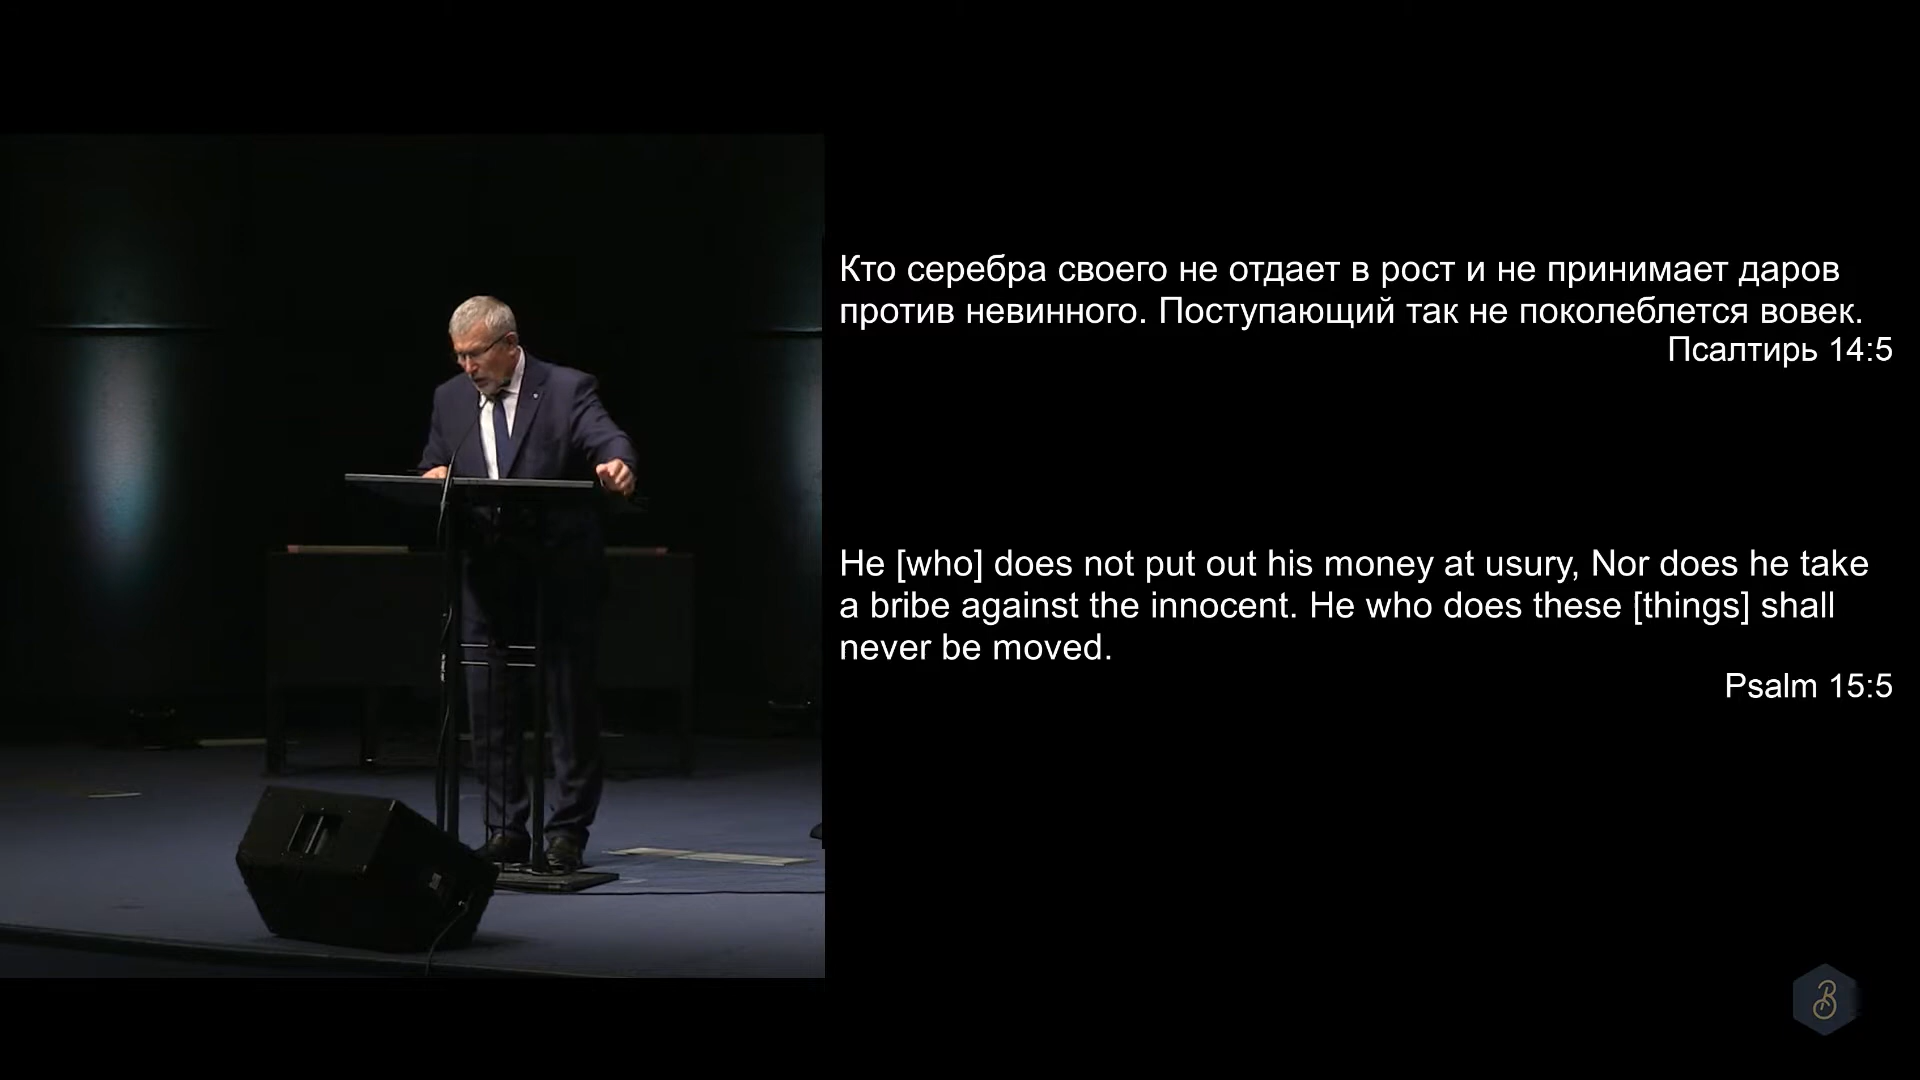 Кто серебра своего не отдает в рост и не принимает даров
против невинного. Поступающий так не поколеблется вовек.
Псалтирь 14:5
He [who] does not put out his money at usury, Nor does he take
a bribe against the innocent. He who does these [things] shall
never be moved.
Psalm 15:5
B